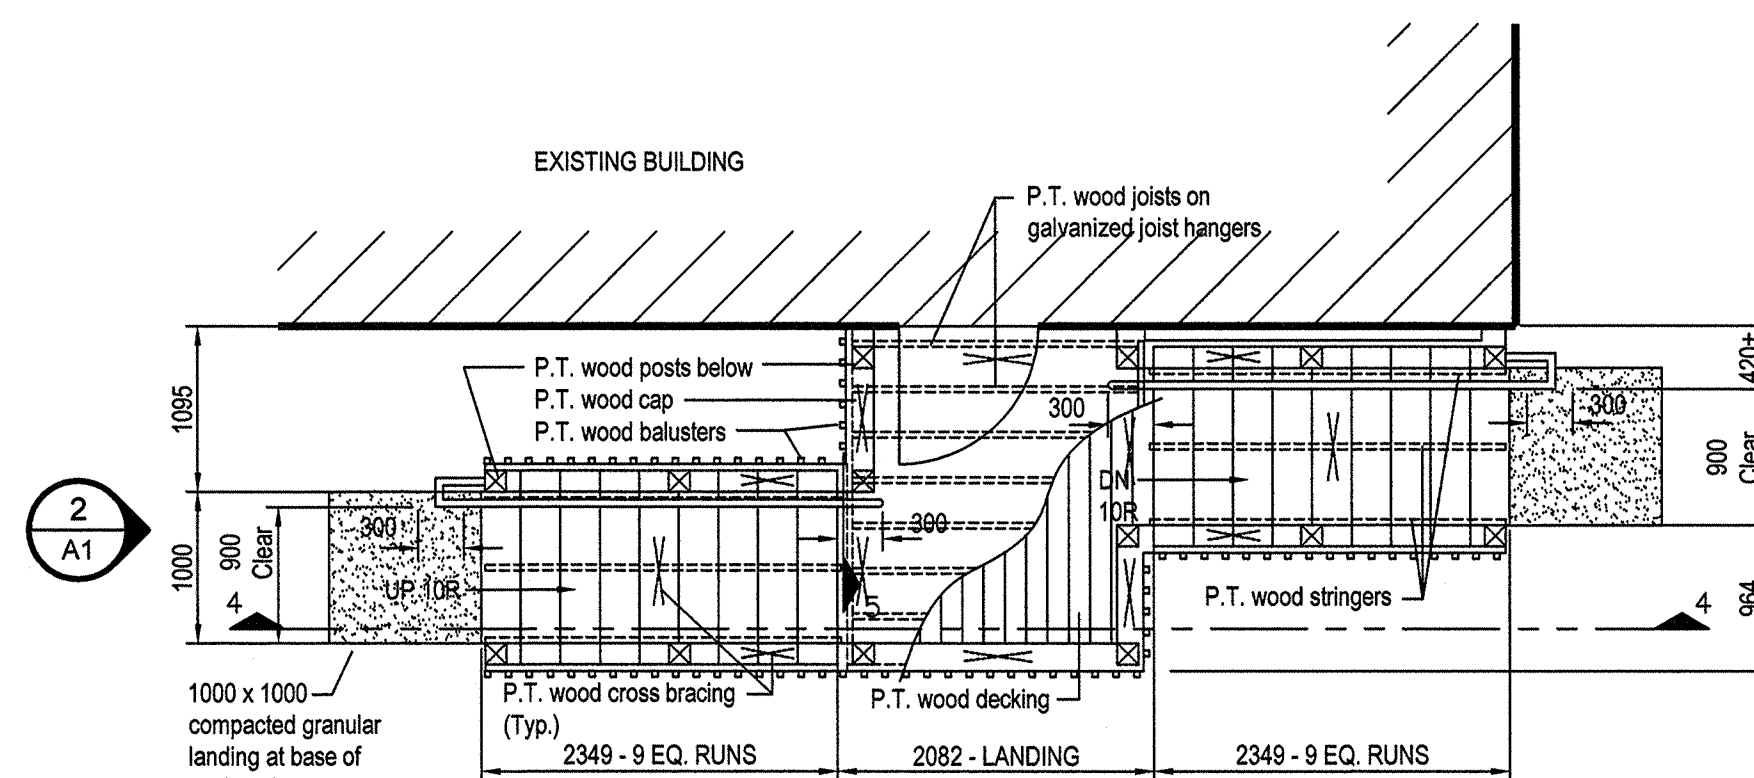 EXISTING BUILDING
P.T. wood joists on
galvanized joist hangers
P.T. wood posts below
P.T. wood cap
P.T. wood balusters
1095
420±
300
300
900
Clear
DN
10R
2
A1
1000
900
Clear
300
300
UP 10R
4
5
P.T. wood stringers
4
964
1000 x 1000
compacted granular
landing at base of
P.T. wood cross bracing
(Typ.)
P.T. wood decking
2349 - 9 EQ. RUNS
2082 - LANDING
2349 - 9 EQ. RUNS